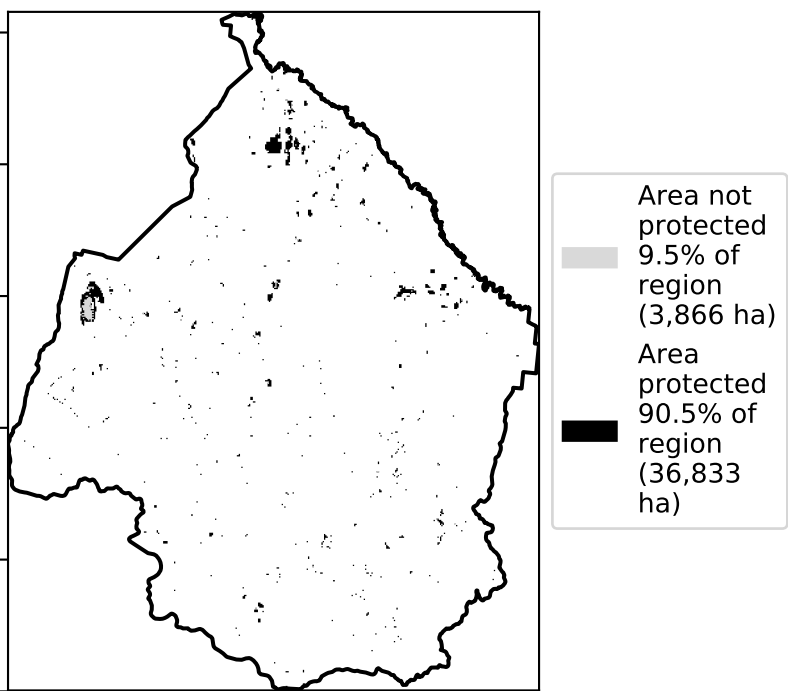 Area not
protected
9.5% of
region
(3,866 ha)
Area
protected
90.5% of
region
(36,833
ha)